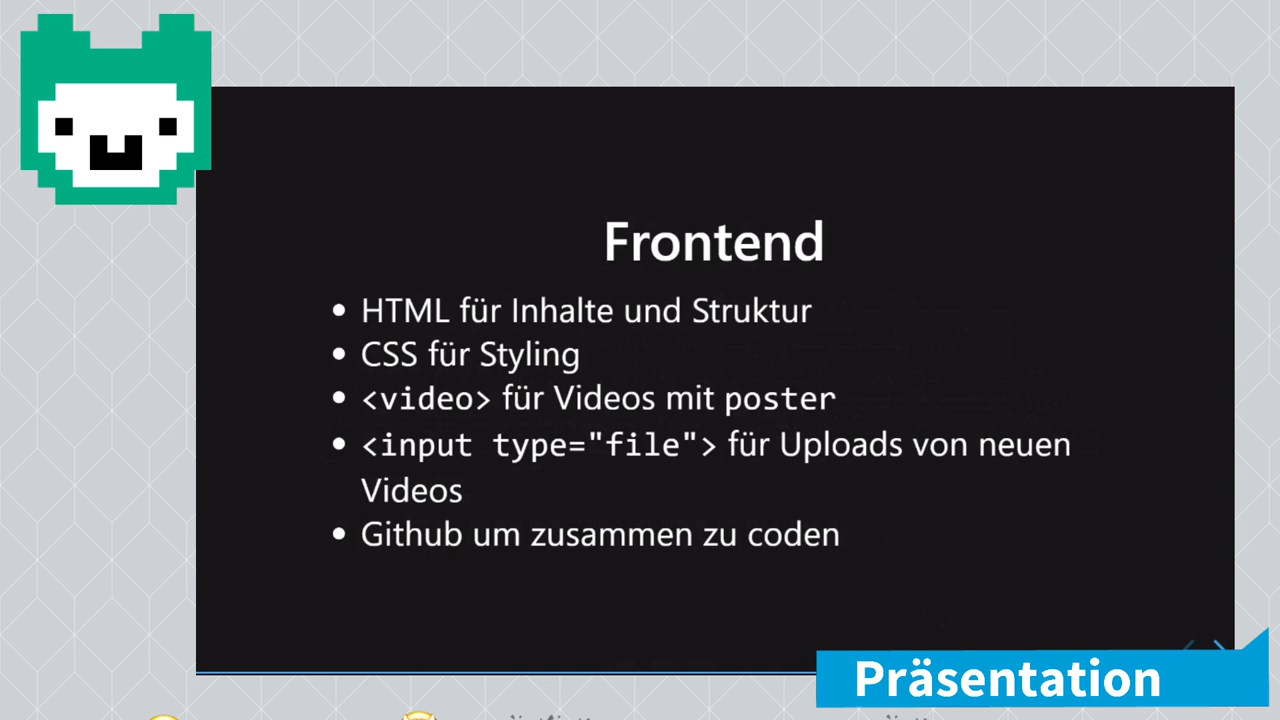 Frontend
• HTML für Inhalte und Struktur
• CSS für Styling
• <video> für Videos mit poster
• <input type="file"> für Uploads von neuen
Videos
• Github um zusammen zu coden
Präsentation